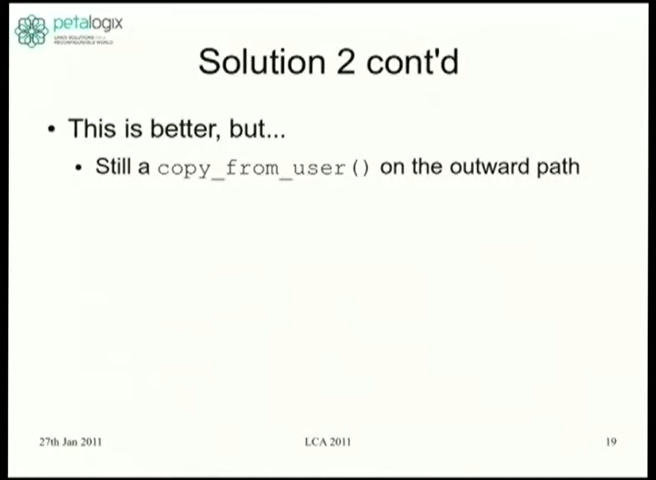 petalogix
Solution 2 cont'd
• This is better, but...
• Still a copy_from_user() on the outward path
27th Jan 2011
LCA 2011
19